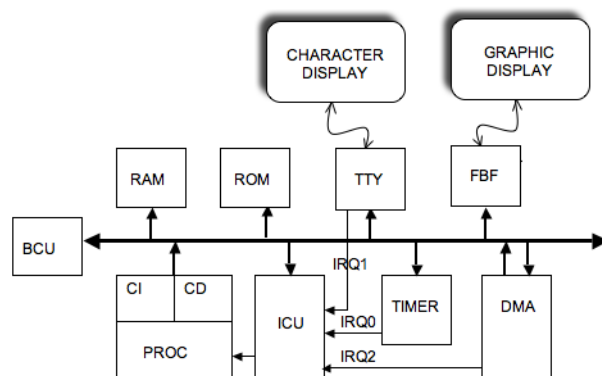 CHARACTER
DISPLAY
GRAPHIC
DISPLAY
RAM
ROM
TTY
FBF
BCU
IRQ1
CI
CD
ICU
IRQ0
TIMER
DMA
PROC
IRQ2